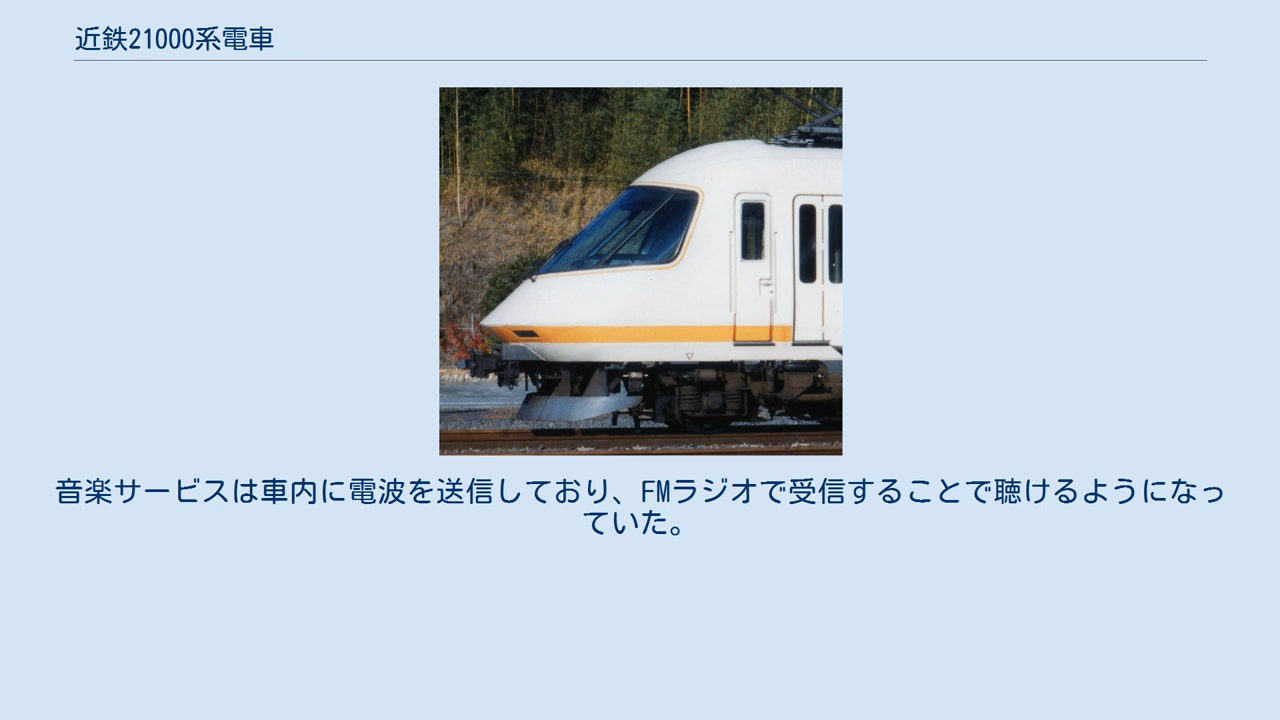 近鉄21000系電車
音楽サービスは車内に電波を送信しており、FMラジオで受信することで聴けるようになっ
ていた。